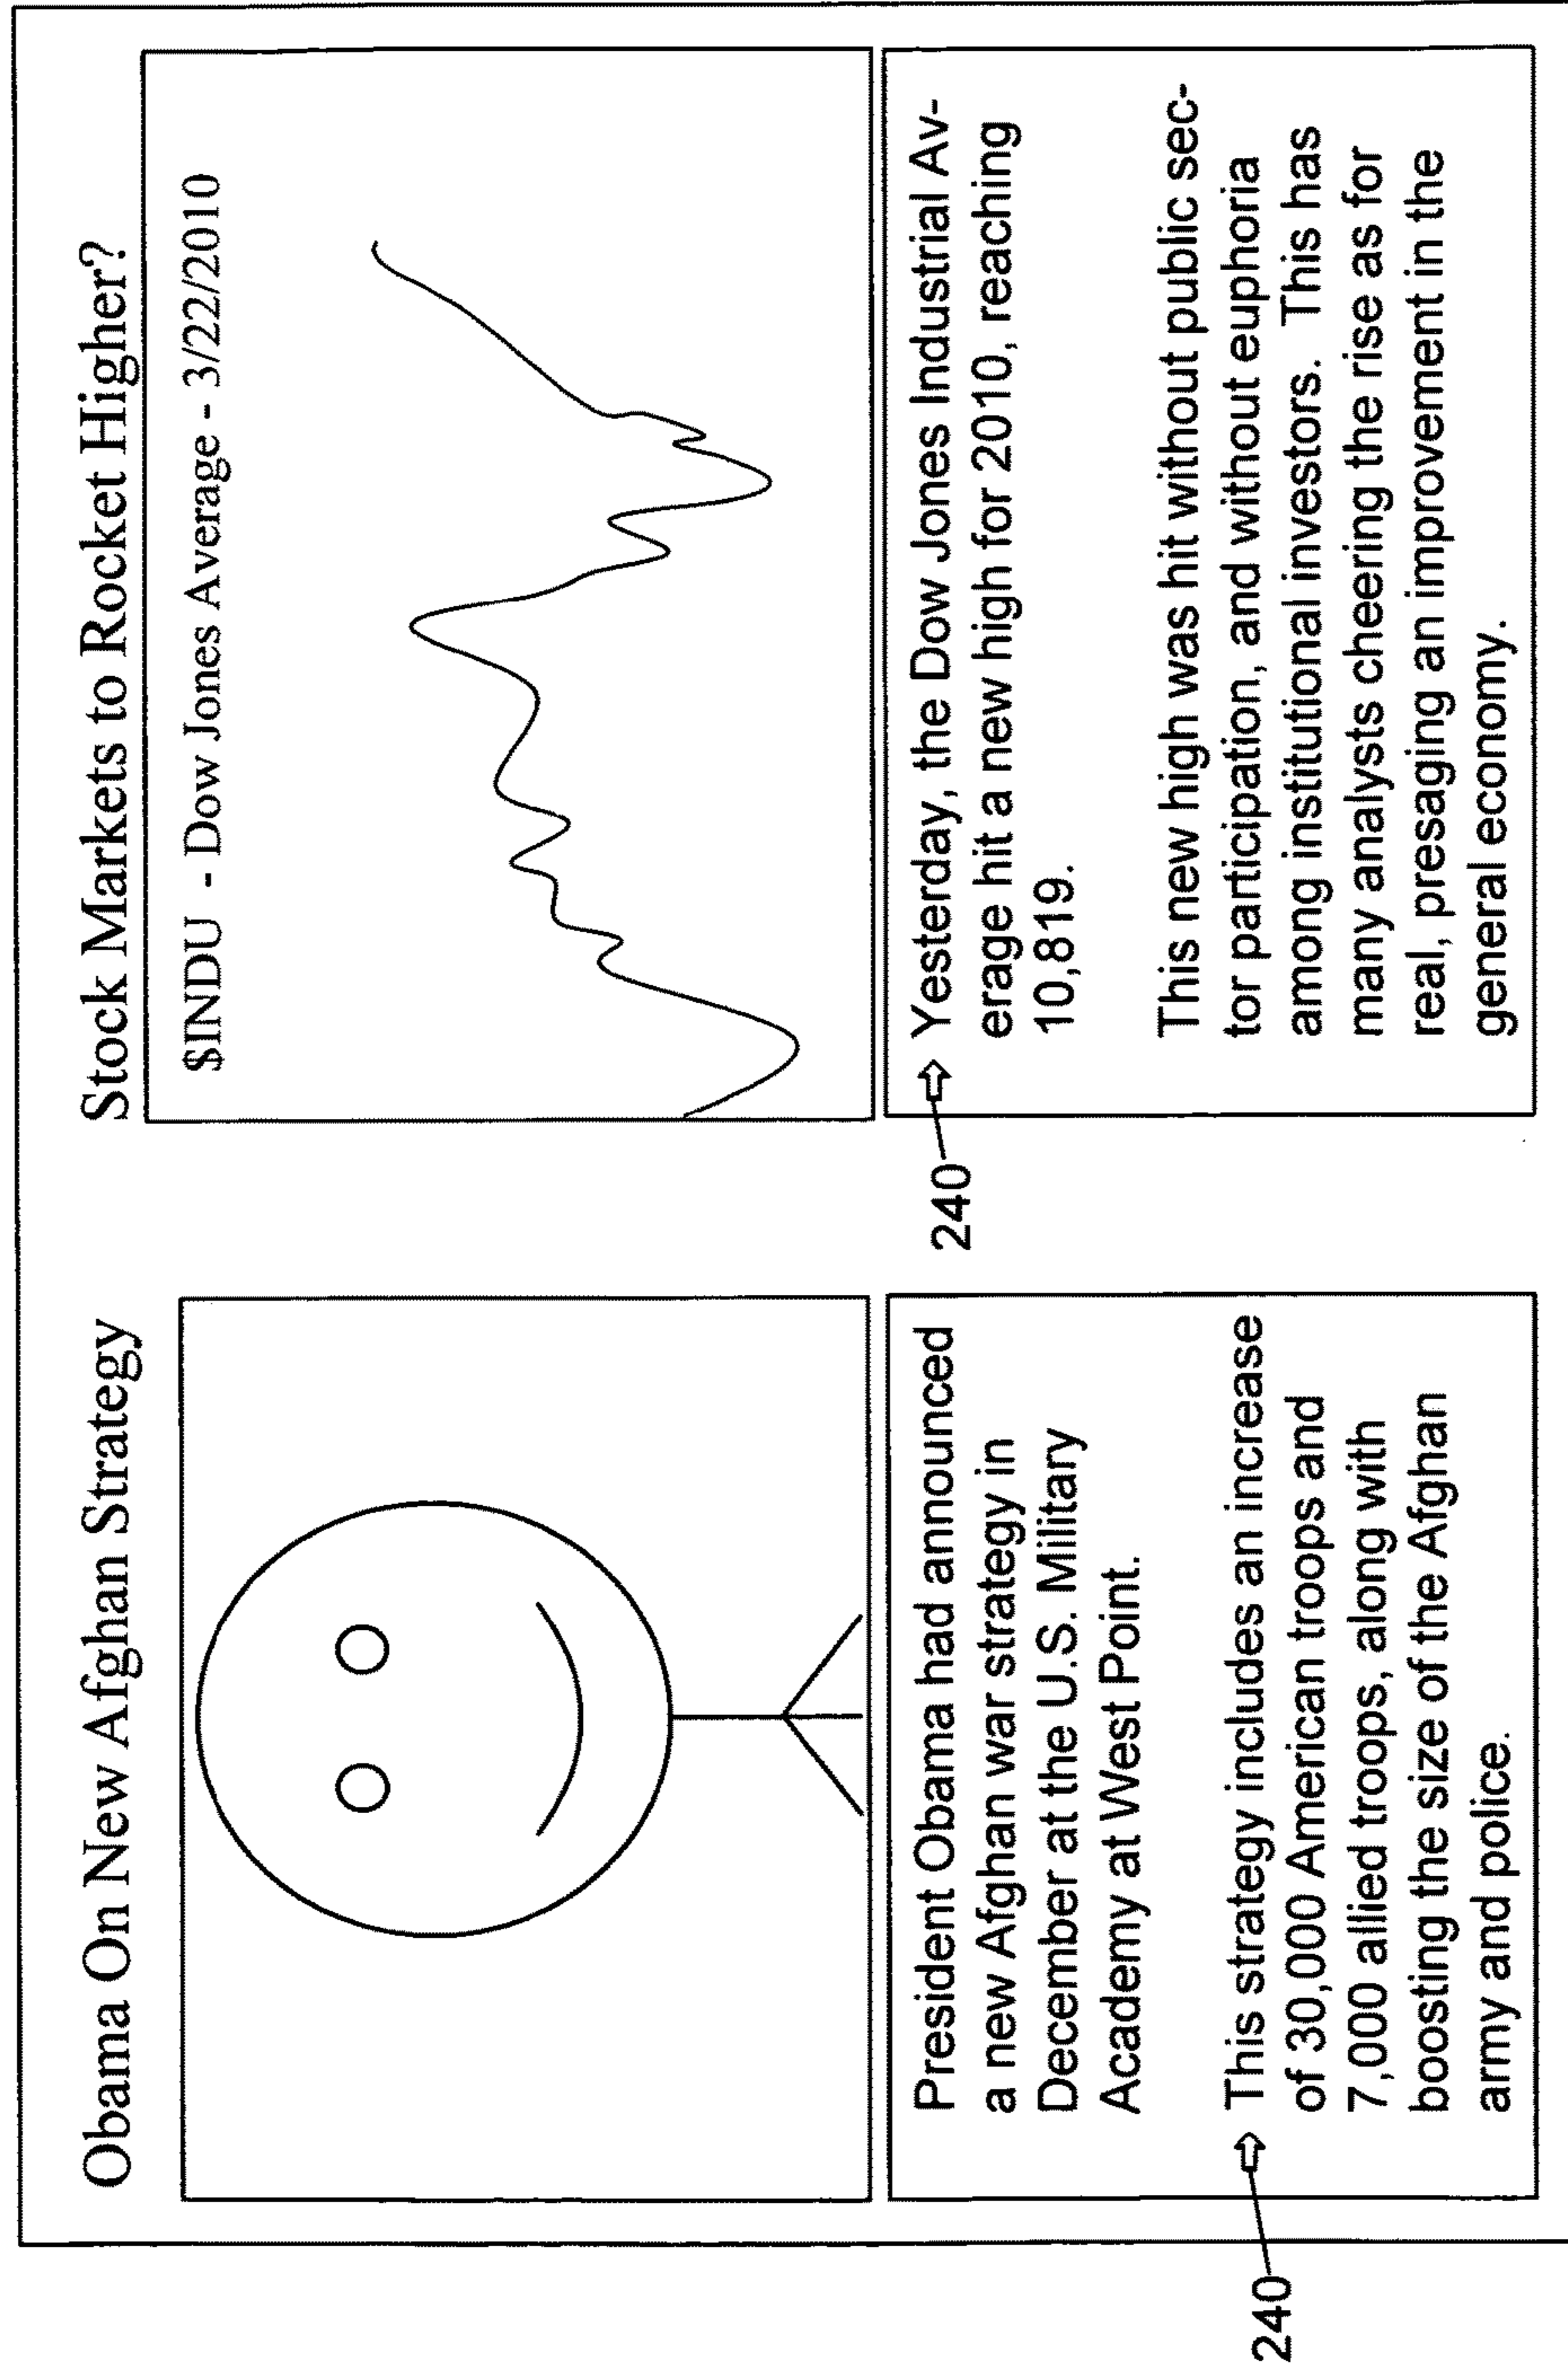 Obama On New Afghan Strategy
President Obama had announced
a new Afghan war strategy in
December at the U.S. Military
Academy at West Point.
This strategy includes an increase
of 30,000 American troops and
7,000 allied troops, along with
boosting the size of the Afghan
army and police.
240
Stock Markets to Rocket Higher?
$INDU - Dow Jones Average - 3/22/2010
Yesterday, the Dow Jones Industrial Av-
erage hit a new high for 2010, reaching
10,819.
This new high was hit without public sec-
tor participation, and without euphoria
among institutional investors. This has
many analysts cheering the rise as for
real, presaging an improvement in the
general economy.
240